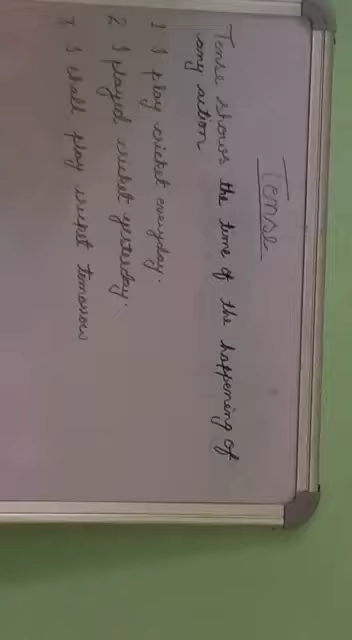 Tense
Tense shows the time of the happening of
any action
1 I play cricket everyday.
2 I played cricket yesterday.
3 I shall play cricket tomorrow